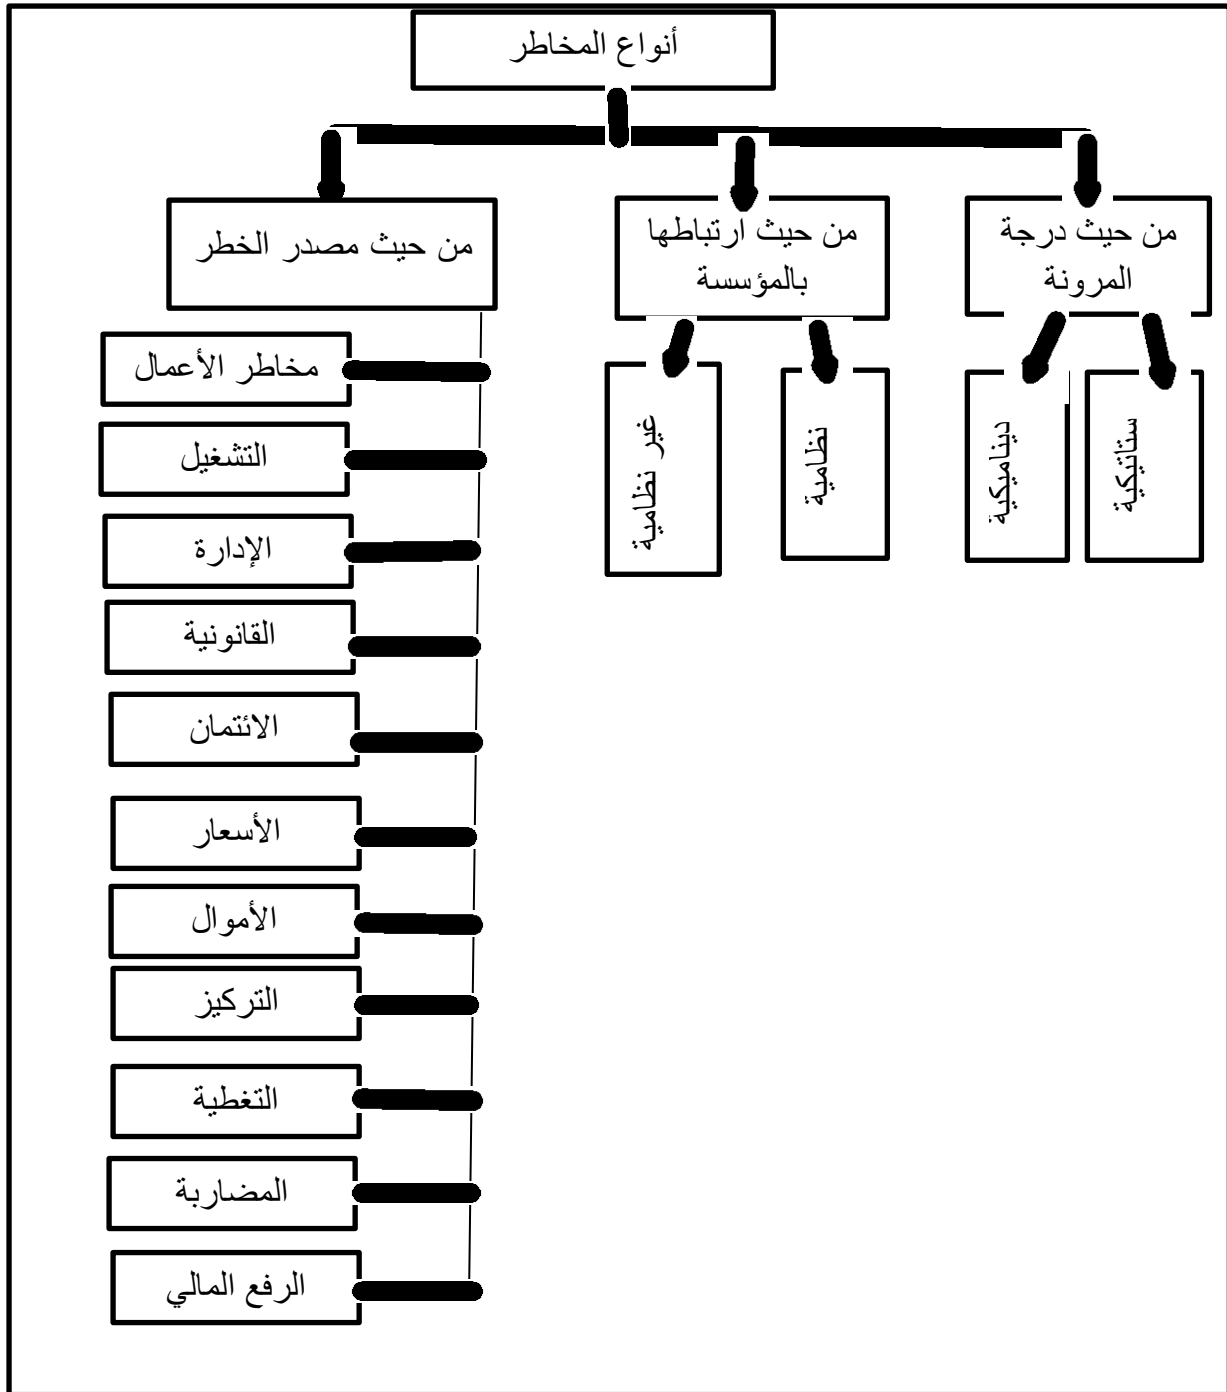 أنواع المخاطر
من حيث درجة
المرونة
من حيث ارتباطها
بالمؤسسة
من حيث مصدر الخطر
ستاتيكية
ديناميكية
نظامية
غير نظامية
مخاطر الأعمال
التشغيل
الإدارة
القانونية
الائتمان
الأسعار
الأموال
التركيز
التغطية
المضاربة
الرفع المالي